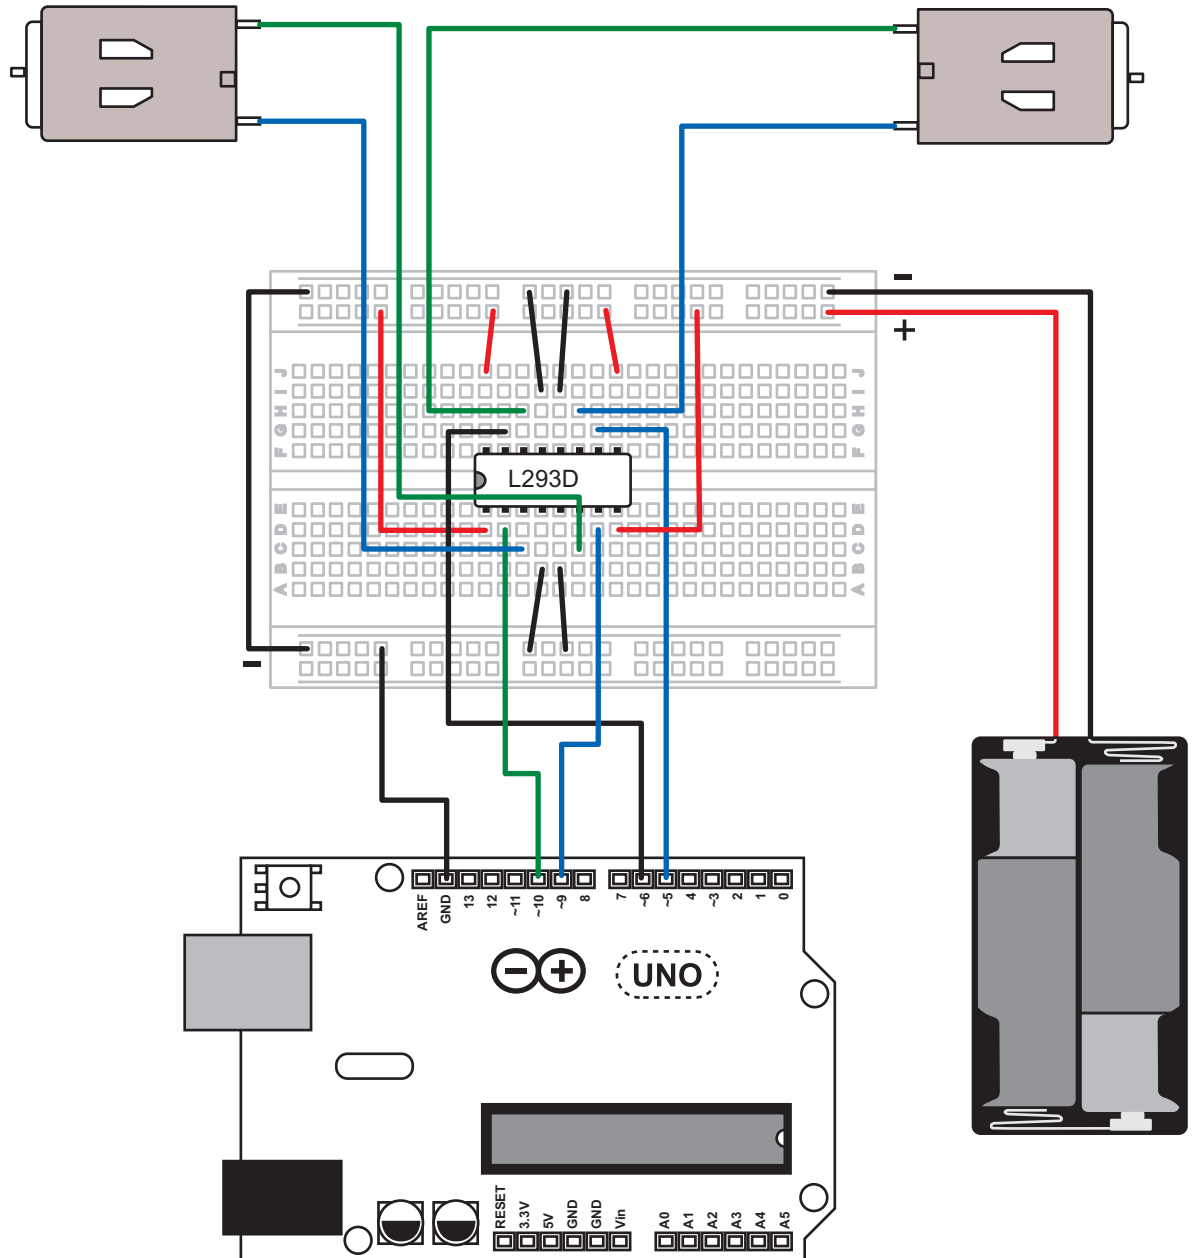 -
+
J J
I I
H H
G G
F F
L293D
E E
D D
C C
B B
A A
-
AREF GND 13 12 ~11 ~10 ~9 8 7 ~6 ~5 4 ~3 2 1 0
- + UNO
RESET 3.3V 5V GND GND Vin A0 A1 A2 A3 A4 A5